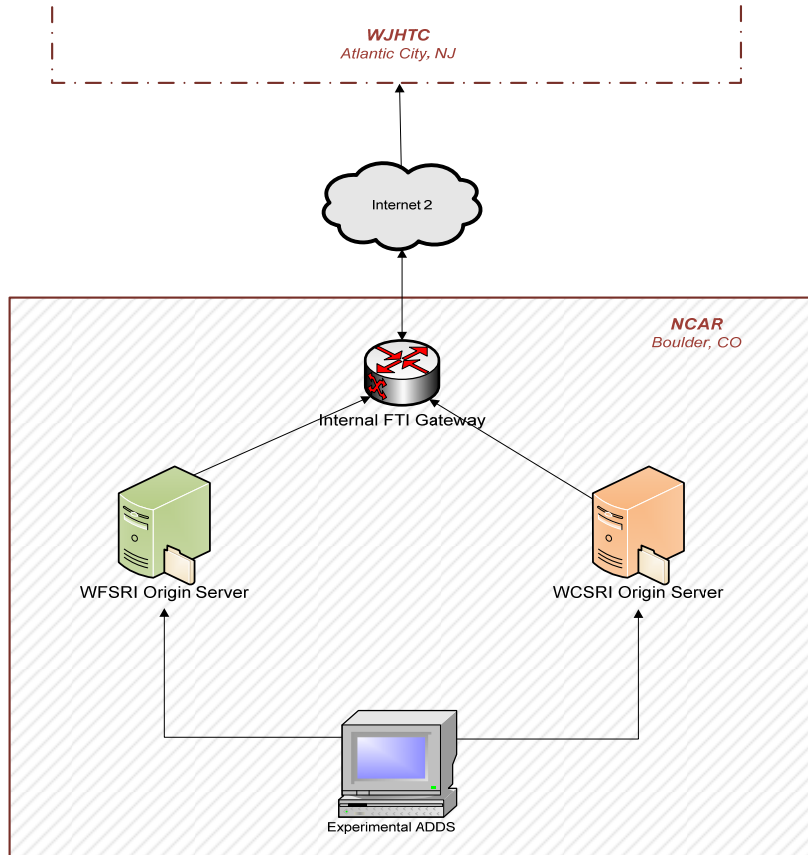 WJHTC
Atlantic City, NJ
Internet 2
NCAR
Boulder, CO
Internal FTI Gateway
WFSRI Origin Server
WCSRI Origin Server
Experimental ADDS